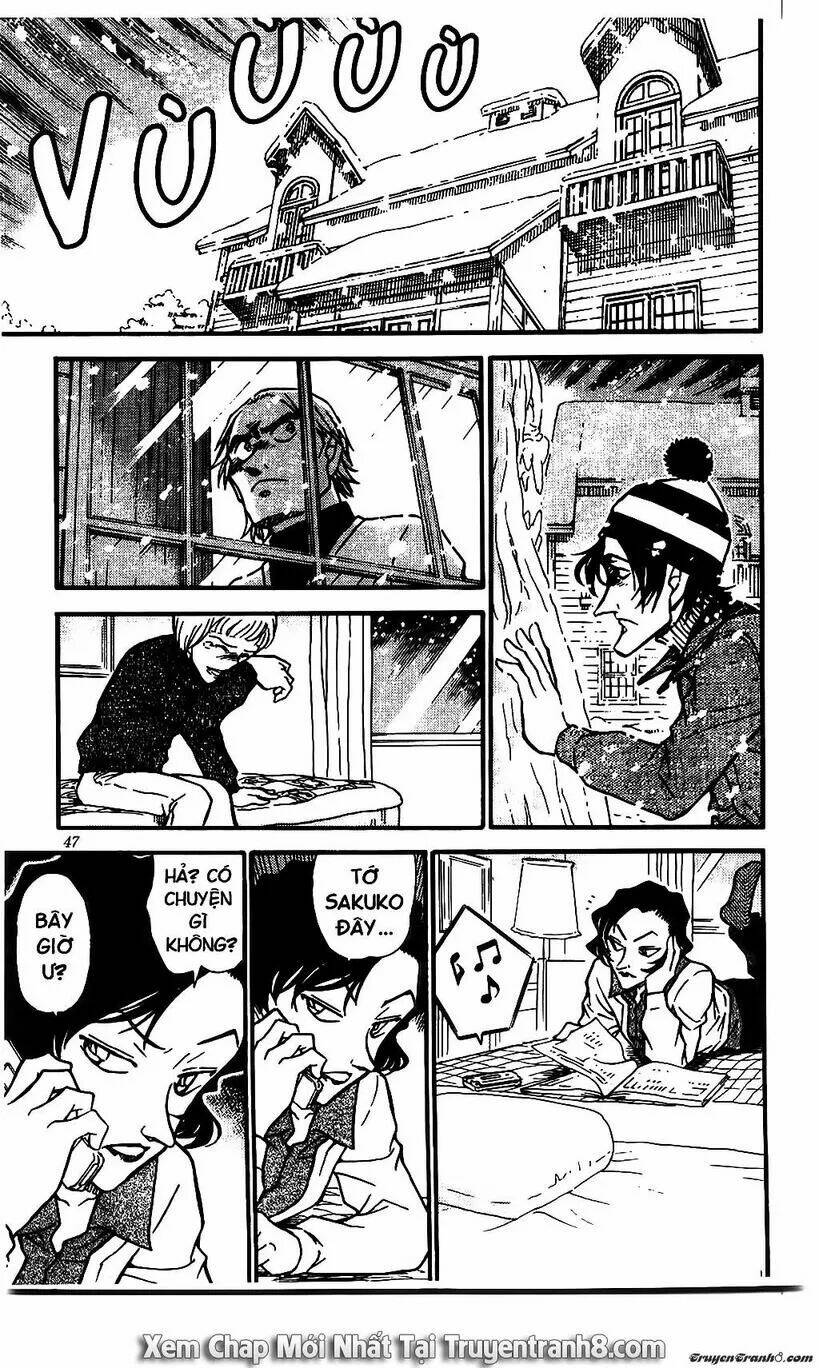 VÙ Ù Ù Ù Ù
47
TỚ
SAKUKO
ĐÂY...
HẢ? CÓ
CHUYỆN
GÌ
KHÔNG?
BÂY
GIỜ
Ư?
Xem Chap Mới Nhất Tại Truyentranh8.com
TruyenTranh8.com